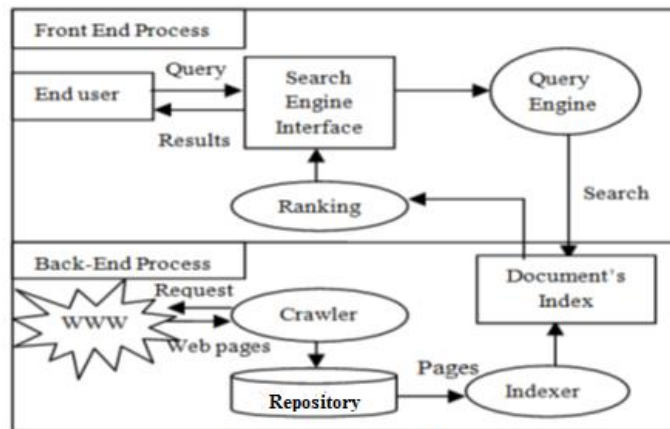 Front End Process
Query
End user
Search
Engine
Interface
Query
Engine
Results
Ranking
Search
Back-End Process
Request
WWW
Crawler
Document's
Index
Web pages
Pages
Repository
Indexer